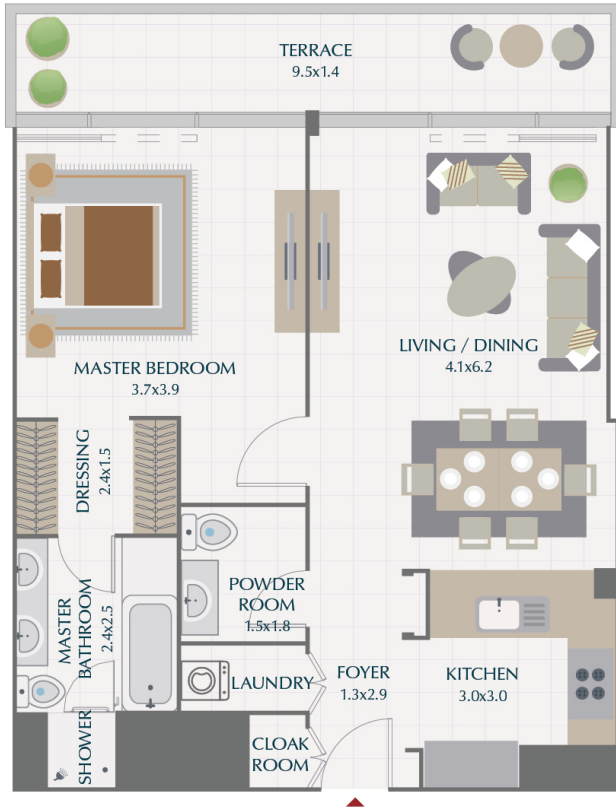 TERRACE
9.5x1.4
MASTER BEDROOM
3.7x3.9
LIVING / DINING
4.1x6.2
DRESSING
2.4x1.5
MASTER
BATHROOM
2.4x2.5
POWDER
ROOM
1.5x1.8
LAUNDRY
FOYER
1.3x2.9
KITCHEN
3.0x3.0
SHOWER
CLOAK
ROOM